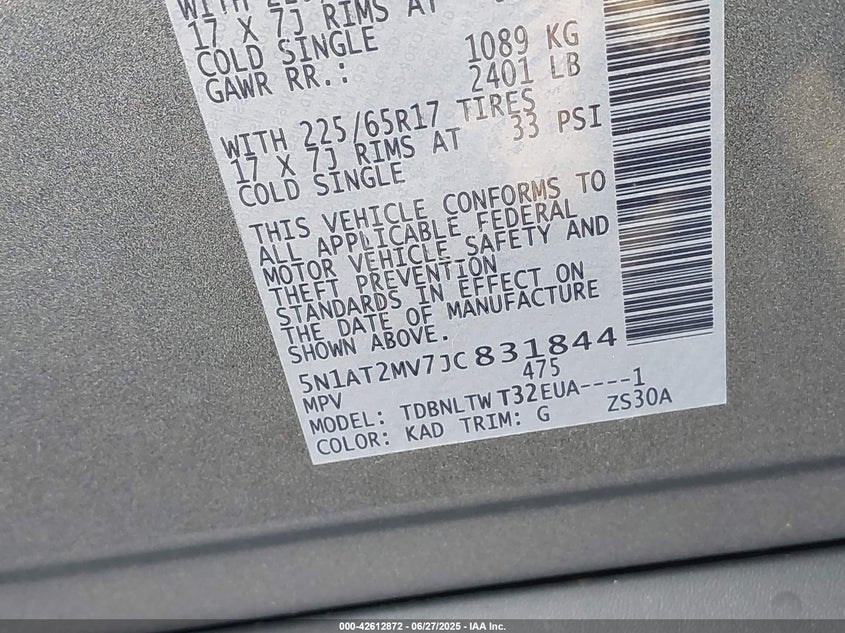 17 X 7J RIMS AT
COLD SINGLE
GAWR RR.: 1089 KG
2401 LB
WITH 225/65R17 TIRES
17 X 7J RIMS AT 33 PSI
COLD SINGLE
THIS VEHICLE CONFORMS TO
ALL APPLICABLE FEDERAL
MOTOR VEHICLE SAFETY AND
THEFT PREVENTION
STANDARDS IN EFFECT ON
THE DATE OF MANUFACTURE
SHOWN ABOVE.
5N1AT2MV7JC831844
MPV 475
MODEL: TDBNLTWT32EUA----1
COLOR: KAD TRIM: G ZS30A
000-42612872 - 06/27/2025 - IAA Inc.